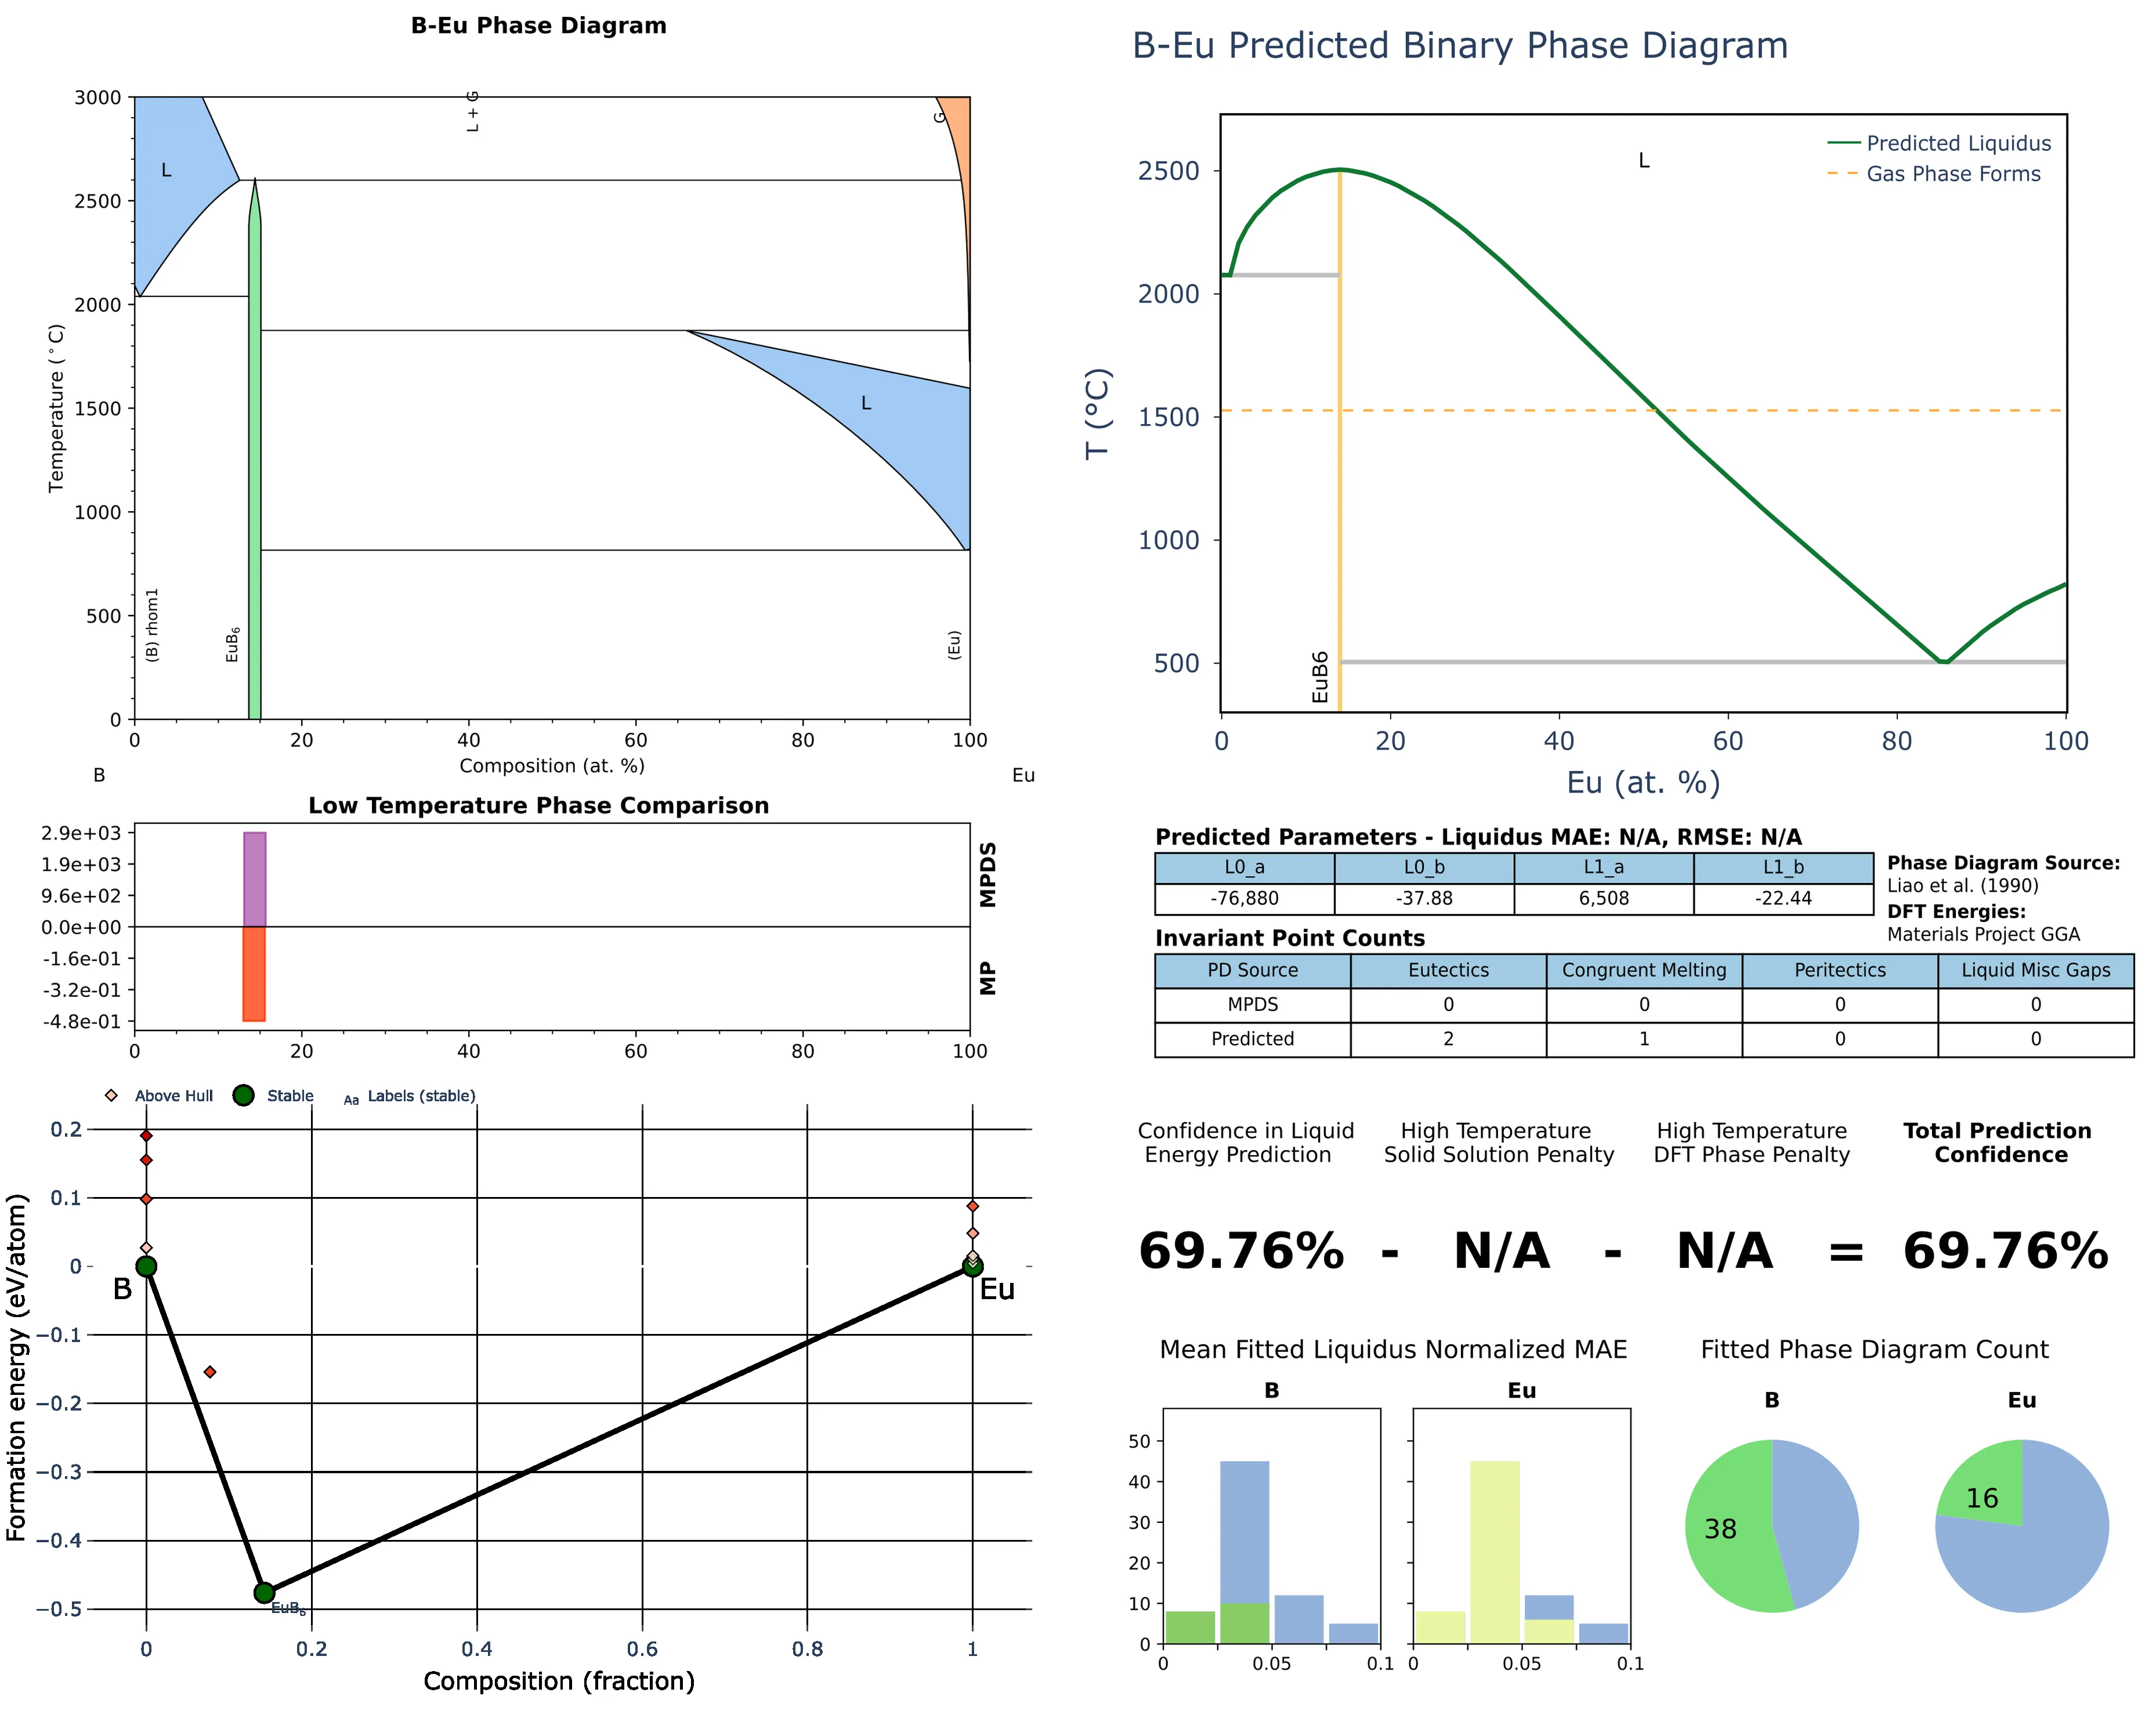 B-Eu Phase Diagram
3000
2500
2000
1500
1000
500
0
Temperature (°C)
L
L + G
G
L
(B) rhom1
EuB6
(Eu)
0 20 40 60 80 100
Composition (at. %)
B Eu
B-Eu Predicted Binary Phase Diagram
Predicted Liquidus
Gas Phase Forms
L
2500
2000
1500
1000
500
T (°C)
EuB6
0 20 40 60 80 100
Eu (at. %)
Low Temperature Phase Comparison
2.9e+03
1.9e+03
9.6e+02
0.0e+00
-1.6e-01
-3.2e-01
-4.8e-01
MPDS
MP
0 20 40 60 80 100
Predicted Parameters - Liquidus MAE: N/A, RMSE: N/A
L0_a L0_b L1_a L1_b
-76,880 -37.88 6,508 -22.44
Phase Diagram Source:
Liao et al. (1990)
DFT Energies:
Materials Project GGA
Invariant Point Counts
PD Source Eutectics Congruent Melting Peritectics Liquid Misc Gaps
MPDS 0 0 0 0
Predicted 2 1 0 0
Above Hull Stable Aa Labels (stable)
0.2
0.1
0
−0.1
−0.2
−0.3
−0.4
−0.5
Formation energy (eV/atom)
B
Eu
EuB6
0 0.2 0.4 0.6 0.8 1
Composition (fraction)
Confidence in Liquid
Energy Prediction
High Temperature
Solid Solution Penalty
High Temperature
DFT Phase Penalty
Total Prediction
Confidence
69.76% - N/A - N/A = 69.76%
Mean Fitted Liquidus Normalized MAE
B
Eu
50
40
30
20
10
0
0 0.05 0.1
0 0.05 0.1
Fitted Phase Diagram Count
B
38
Eu
16